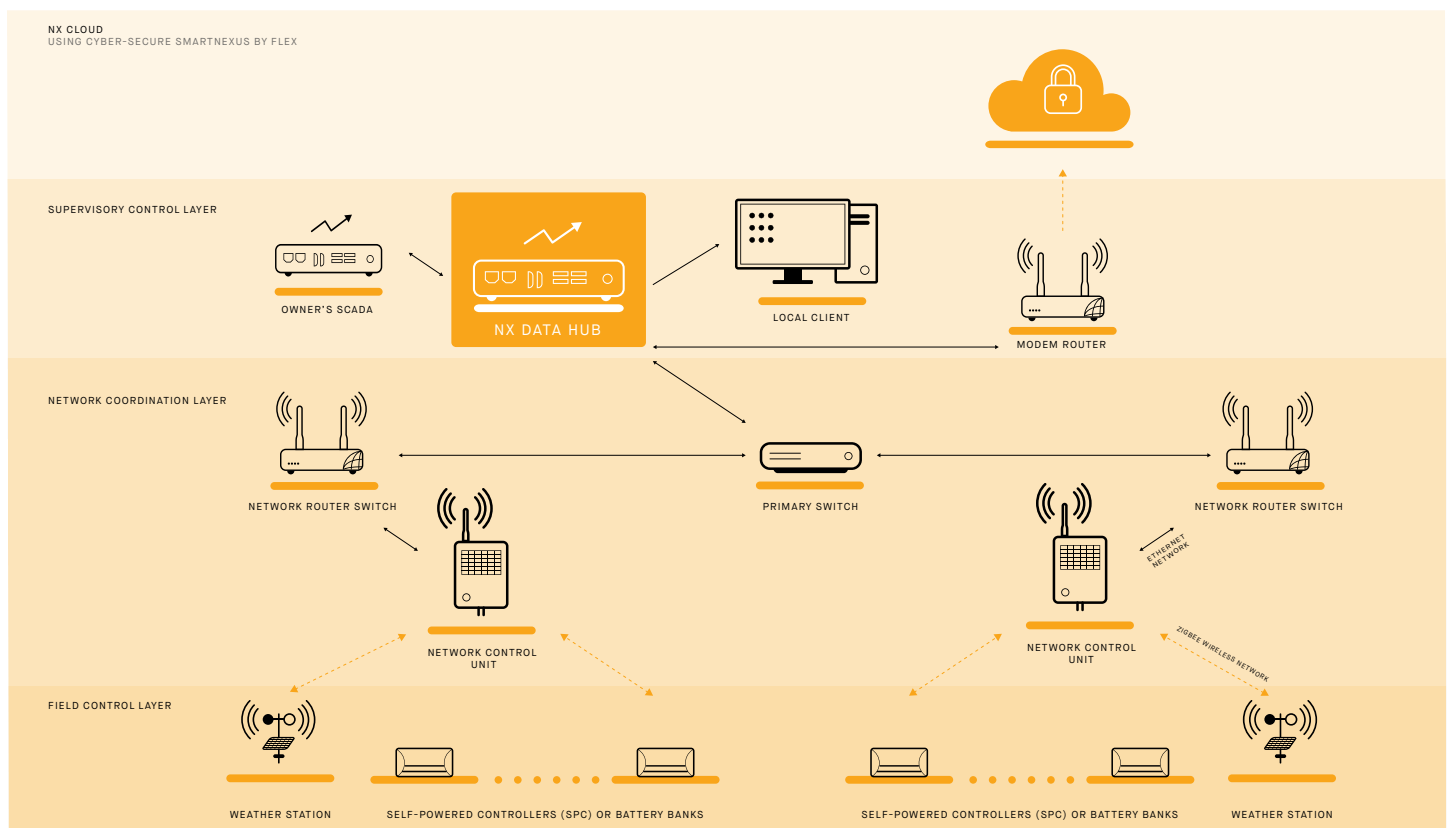 NX CLOUD
USING CYBER-SECURE SMARTNEXUS BY FLEX
SUPERVISORY CONTROL LAYER
OWNER'S SCADA
NX DATA HUB
LOCAL CLIENT
MODEM ROUTER
NETWORK COORDINATION LAYER
NETWORK ROUTER SWITCH
PRIMARY SWITCH
NETWORK ROUTER SWITCH
ETHERNET
NETWORK
NETWORK CONTROL
UNIT
NETWORK CONTROL
UNIT
ZIGBEE WIRELESS NETWORK
FIELD CONTROL LAYER
WEATHER STATION
SELF-POWERED CONTROLLERS (SPC) OR BATTERY BANKS
SELF-POWERED CONTROLLERS (SPC) OR BATTERY BANKS
WEATHER STATION